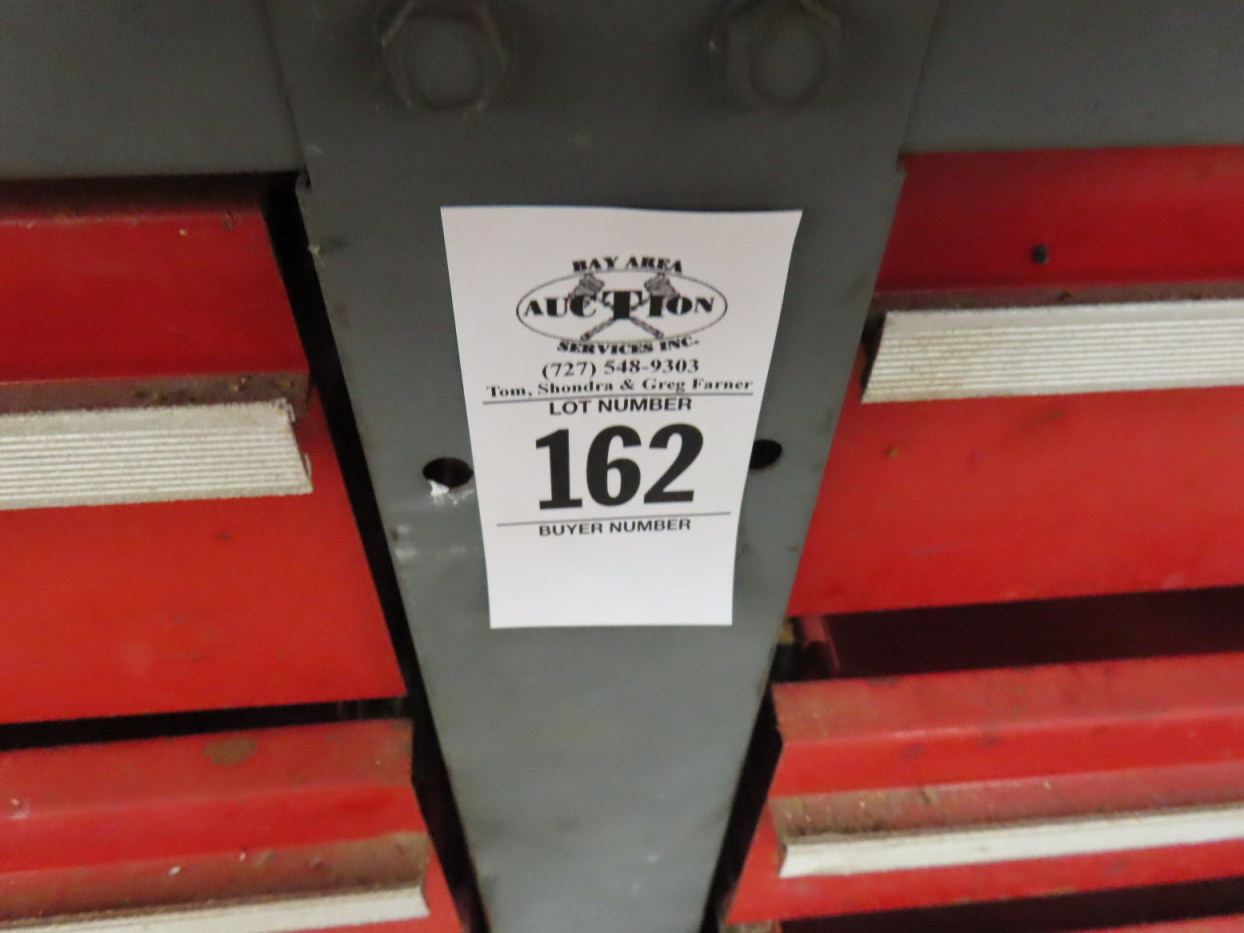 BAY AREA
AUCTION
SERVICES INC.
(727) 548-9303
Tom, Shondra & Greg Farner
LOT NUMBER
162
BUYER NUMBER